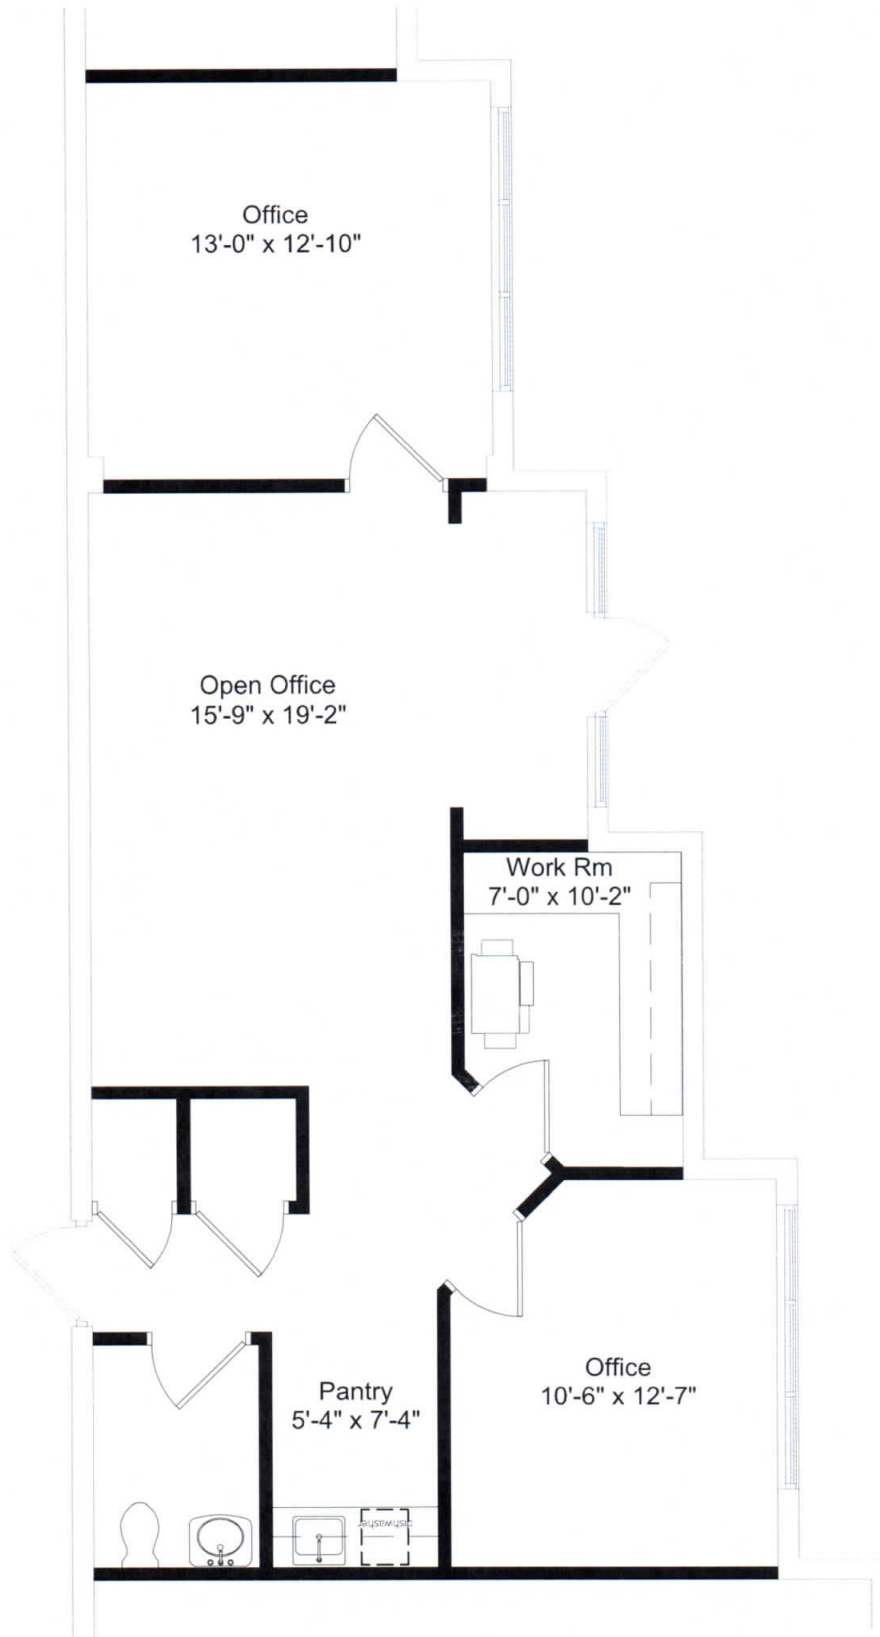 Office
13'-0" x 12'-10"
Open Office
15'-9" x 19'-2"
Work Rm
7'-0" x 10'-2"
Office
10'-6" x 12'-7"
Pantry
5'-4" x 7'-4"
dishwasher